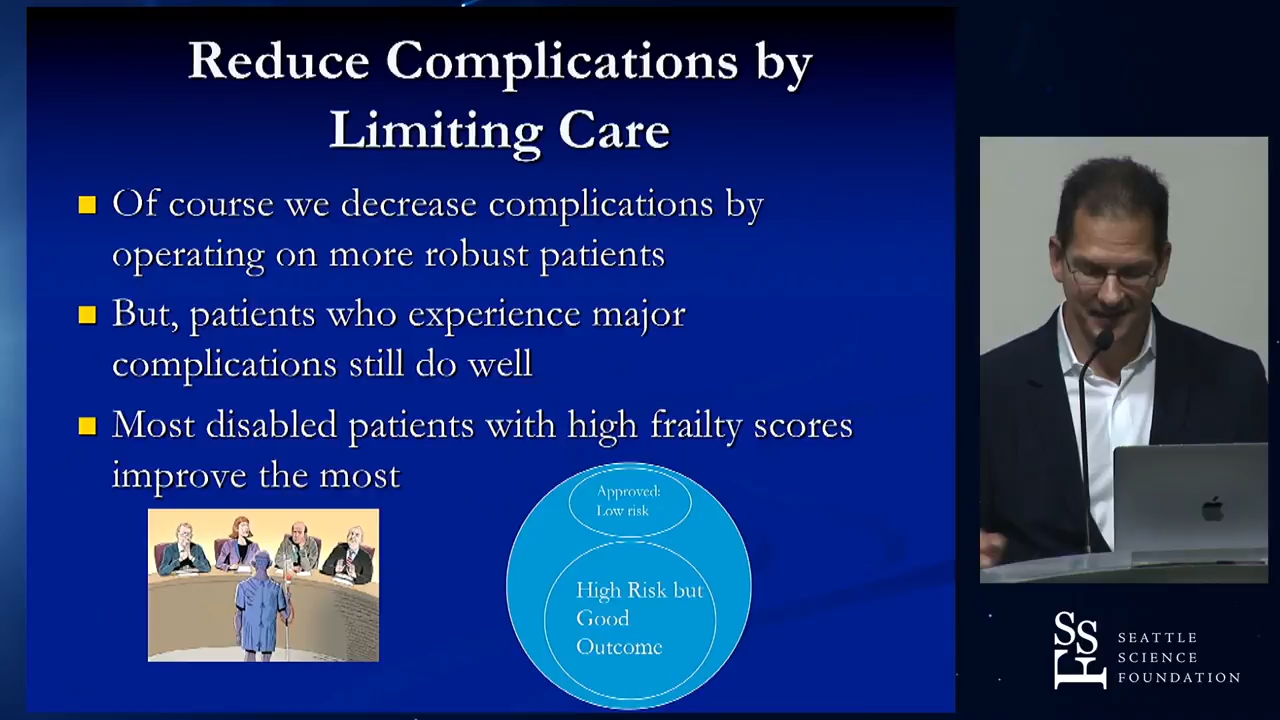 Reduce Complications by
Limiting Care
Of course we decrease complications by
operating on more robust patients
But, patients who experience major
complications still do well
Most disabled patients with high frailty scores
improve the most
Approved:
Low risk
High Risk but
Good
Outcome
SSF
SEATTLE
SCIENCE
FOUNDATION